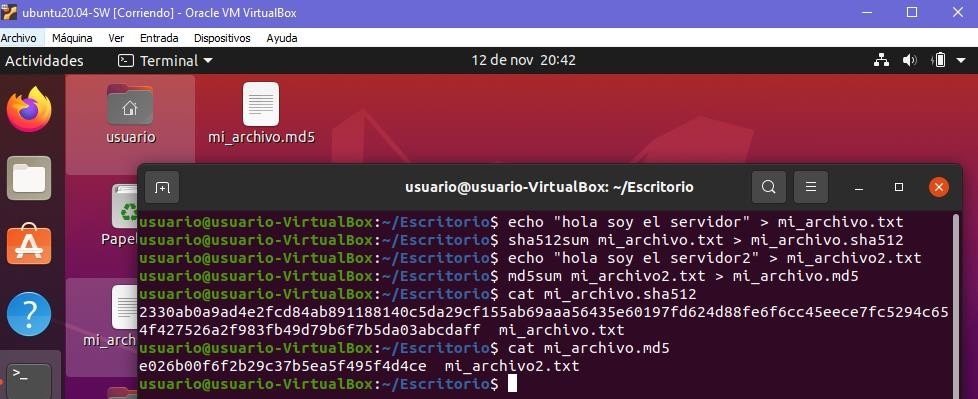 ubuntu20.04-SW [Corriendo] - Oracle VM VirtualBox
Archivo Máquina Ver Entrada Dispositivos Ayuda
Actividades Terminal 12 de nov 20:42
usuario mi_archivo.md5
usuario@usuario-VirtualBox: ~/Escritorio
Papel
mi_arch
usuario@usuario-VirtualBox:~/Escritorio$ echo "hola soy el servidor" > mi_archivo.txt
usuario@usuario-VirtualBox:~/Escritorio$ sha512sum mi_archivo.txt > mi_archivo.sha512
usuario@usuario-VirtualBox:~/Escritorio$ echo "hola soy el servidor2" > mi_archivo2.txt
usuario@usuario-VirtualBox:~/Escritorio$ md5sum mi_archivo2.txt > mi_archivo.md5
usuario@usuario-VirtualBox:~/Escritorio$ cat mi_archivo.sha512
2330ab0a9ad4e2fcd84ab891188140c5da29cf155ab69aaa56435e60197fd624d88fe6f6cc45eece7fc5294c65
4f427526a2f983fb49d79b6f7b5da03abcdaff  mi_archivo.txt
usuario@usuario-VirtualBox:~/Escritorio$ cat mi_archivo.md5
e026b00f6f2b29c37b5ea5f495f4d4ce  mi_archivo2.txt
usuario@usuario-VirtualBox:~/Escritorio$